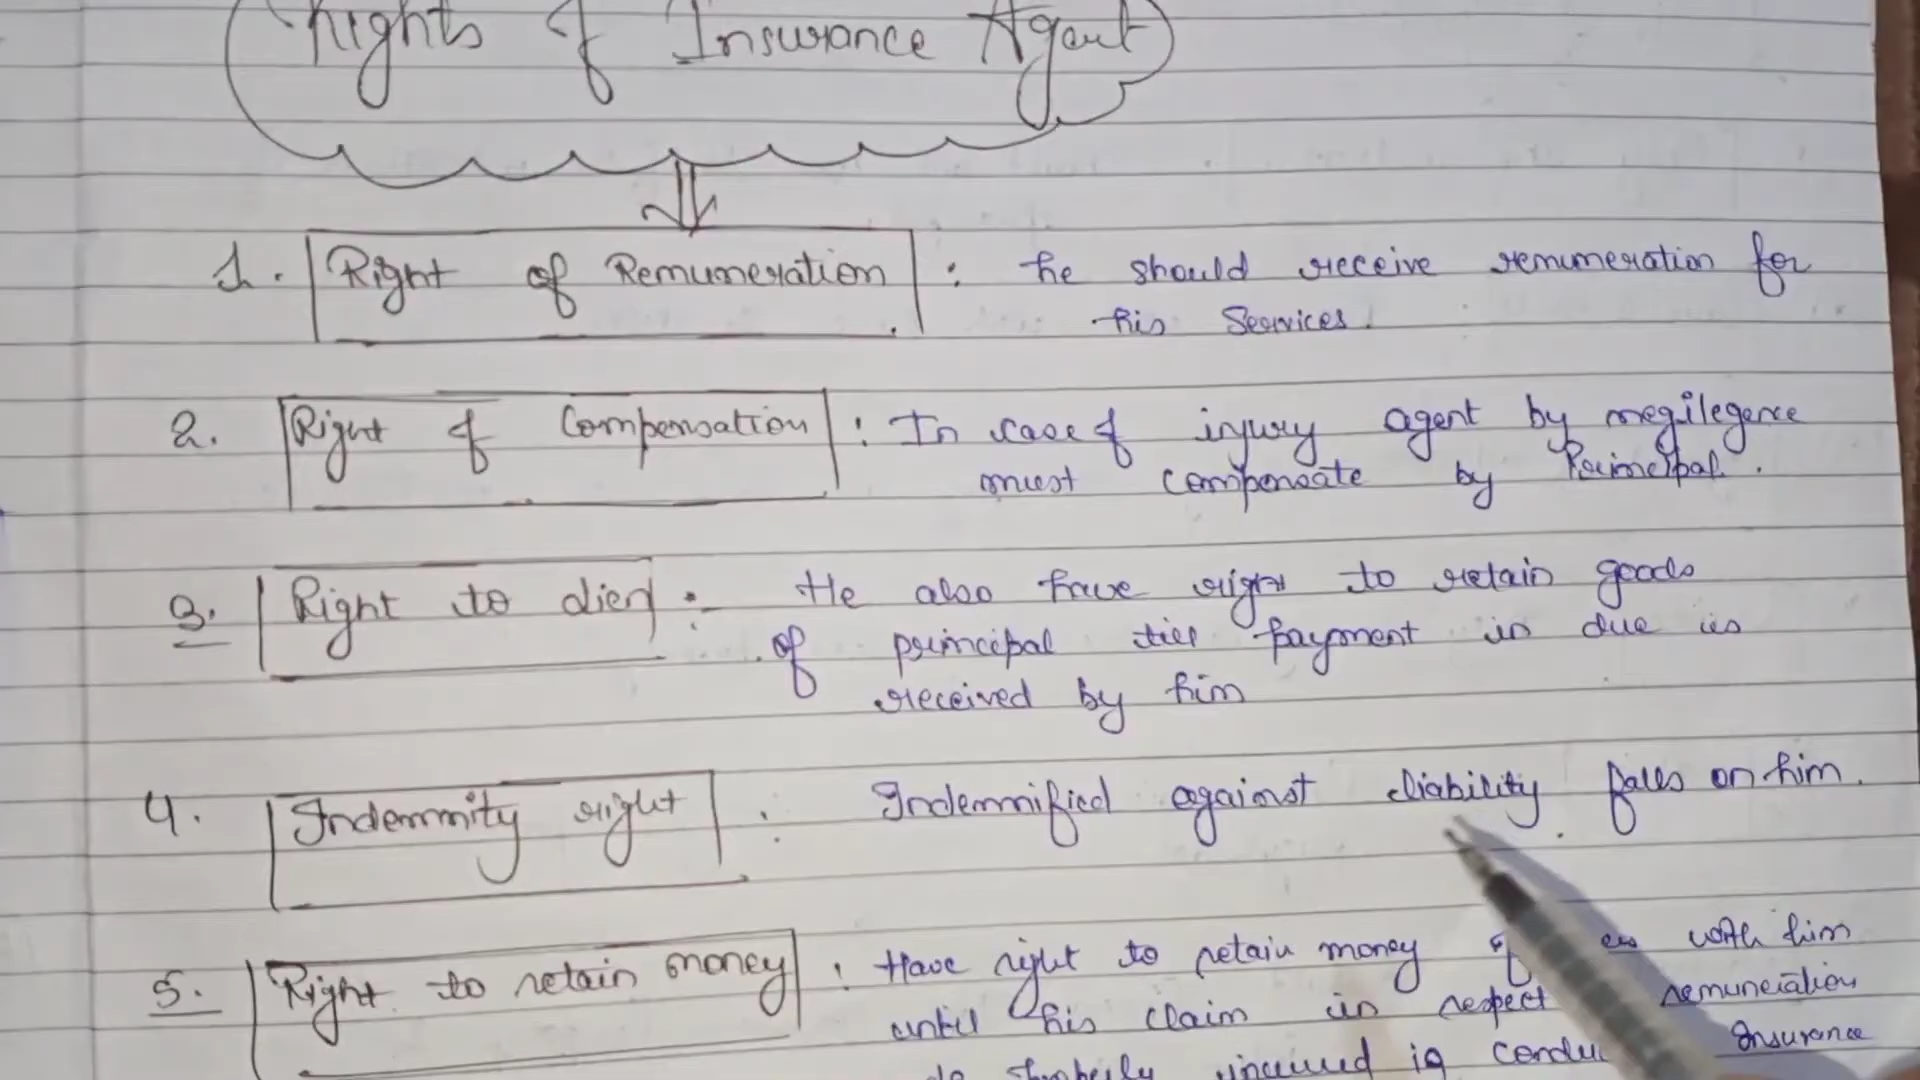 Rights of Insurance Agent
1. Right of Remuneration : he should receive remuneration for
his Services.
2. Right of Compensation : In case of injury agent by negilegence
must compensate by Principal.
3. Right to lien :- He also have right to retain goods
of principal till payment is due is
received by him
4. Indemnity right : Indemnified against liability falls on him.
5. Right to retain money : Have right to retain money with him
until his claim in respect remuneration
incurred in Insurance